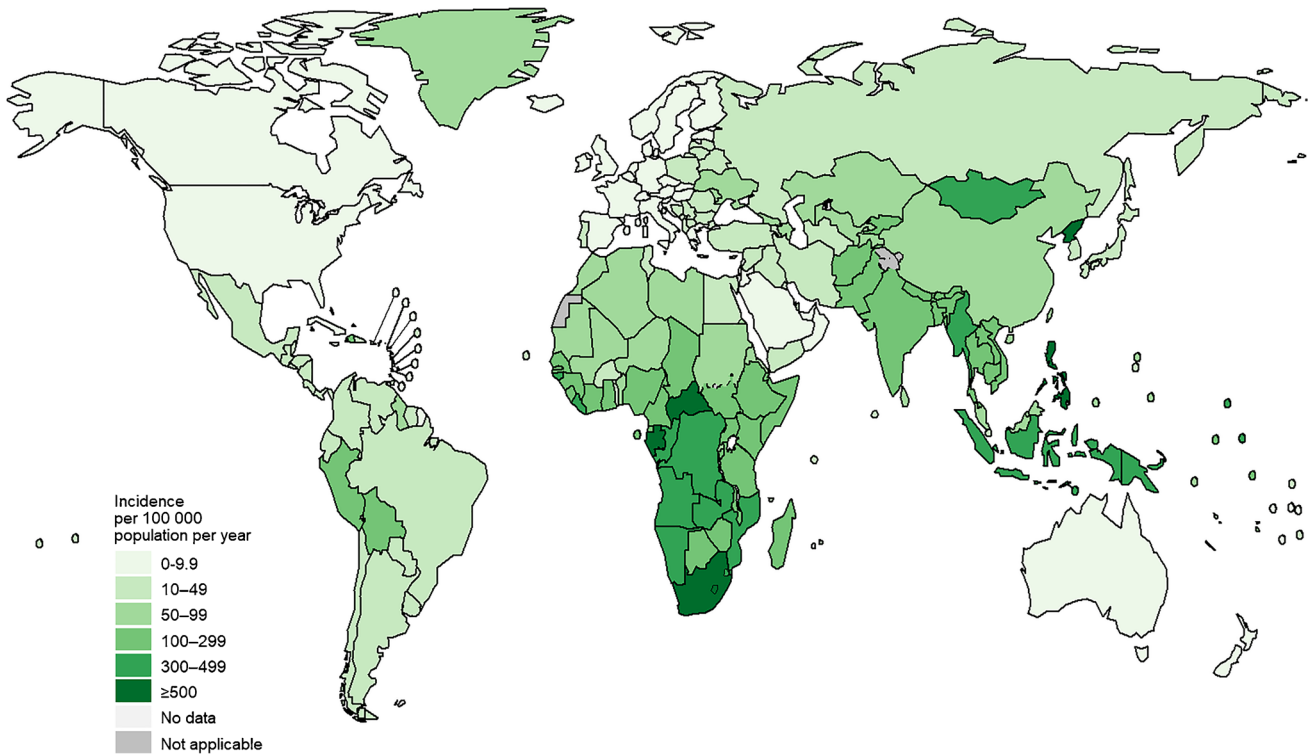 Incidence
per 100 000
population per year
0-9.9
10–49
50–99
100–299
300–499
≥500
No data
Not applicable